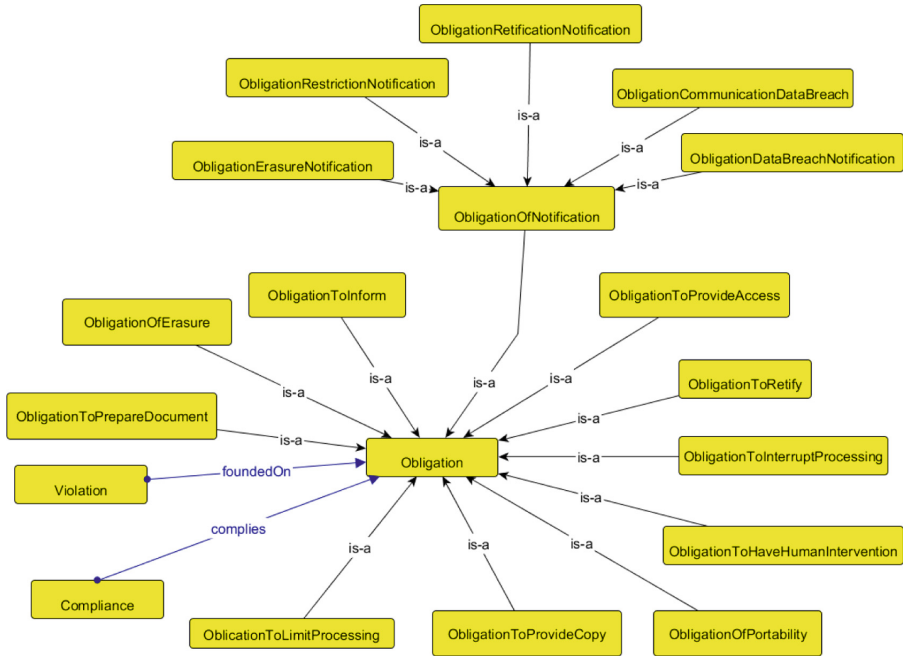 ObligationRetificationNotification
ObligationRestrictionNotification
ObligationCommunicationDataBreach
is-a
is-a
is-a
ObligationErasureNotification
ObligationDataBreachNotification
is-a
is-a
ObligationOfNotification
ObligationToInform
ObligationToProvideAccess
ObligationOfErasure
is-a
is-a
is-a
ObligationToRetify
is-a
ObligationToPrepareDocument
is-a
is-a
Obligation
is-a
ObligationToInterruptProcessing
foundedOn
Violation
is-a
complies
is-a
is-a
is-a
ObligationToHaveHumanIntervention
Compliance
OblicationToLimitProcessing
ObligationToProvideCopy
ObligationOfPortability